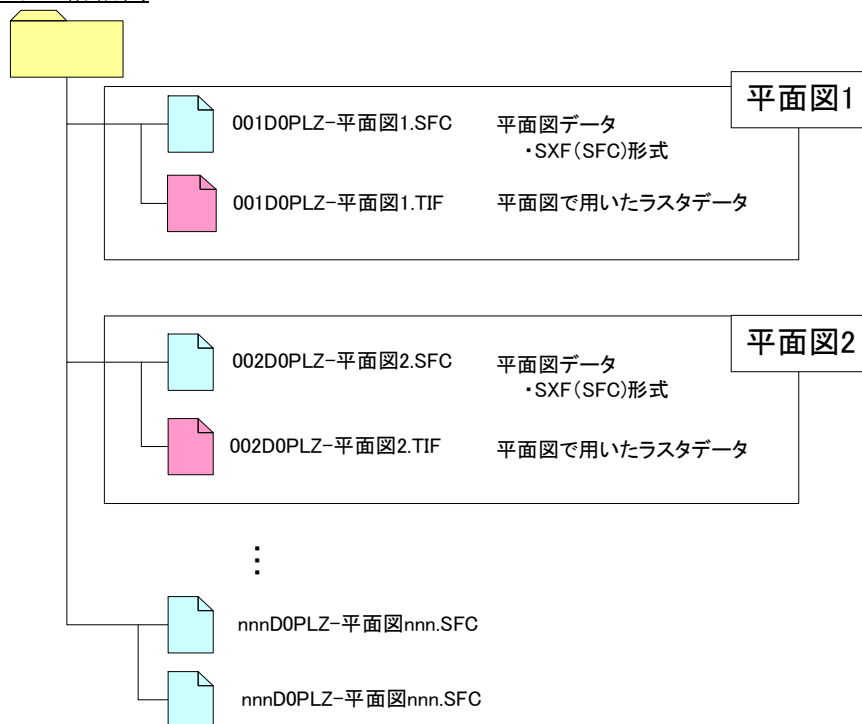 平面図1
001D0PLZ-平面図1.SFC 平面図データ
・SXF(SFC)形式
001D0PLZ-平面図1.TIF 平面図で用いたラスタデータ
平面図2
002D0PLZ-平面図2.SFC 平面図データ
・SXF(SFC)形式
002D0PLZ-平面図2.TIF 平面図で用いたラスタデータ
⋮
nnnD0PLZ-平面図nnn.SFC
nnnD0PLZ-平面図nnn.SFC